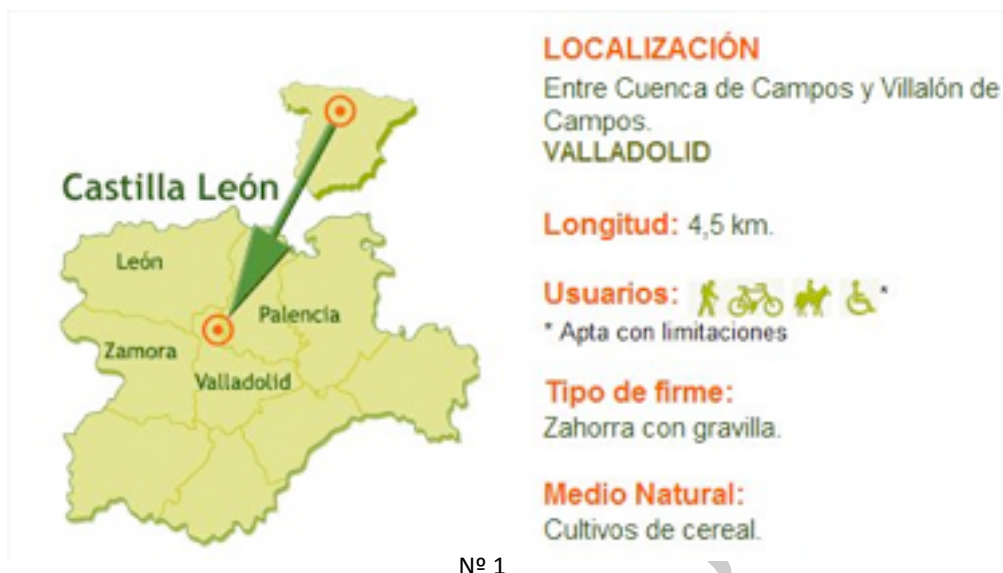 Castilla León
León
Palencia
Zamora
Valladolid
LOCALIZACIÓN
Entre Cuenca de Campos y Villalón de
Campos.
VALLADOLID
Longitud: 4,5 km.
Usuarios: *
* Apta con limitaciones
Tipo de firme:
Zahorra con gravilla.
Medio Natural:
Cultivos de cereal.
Nº 1